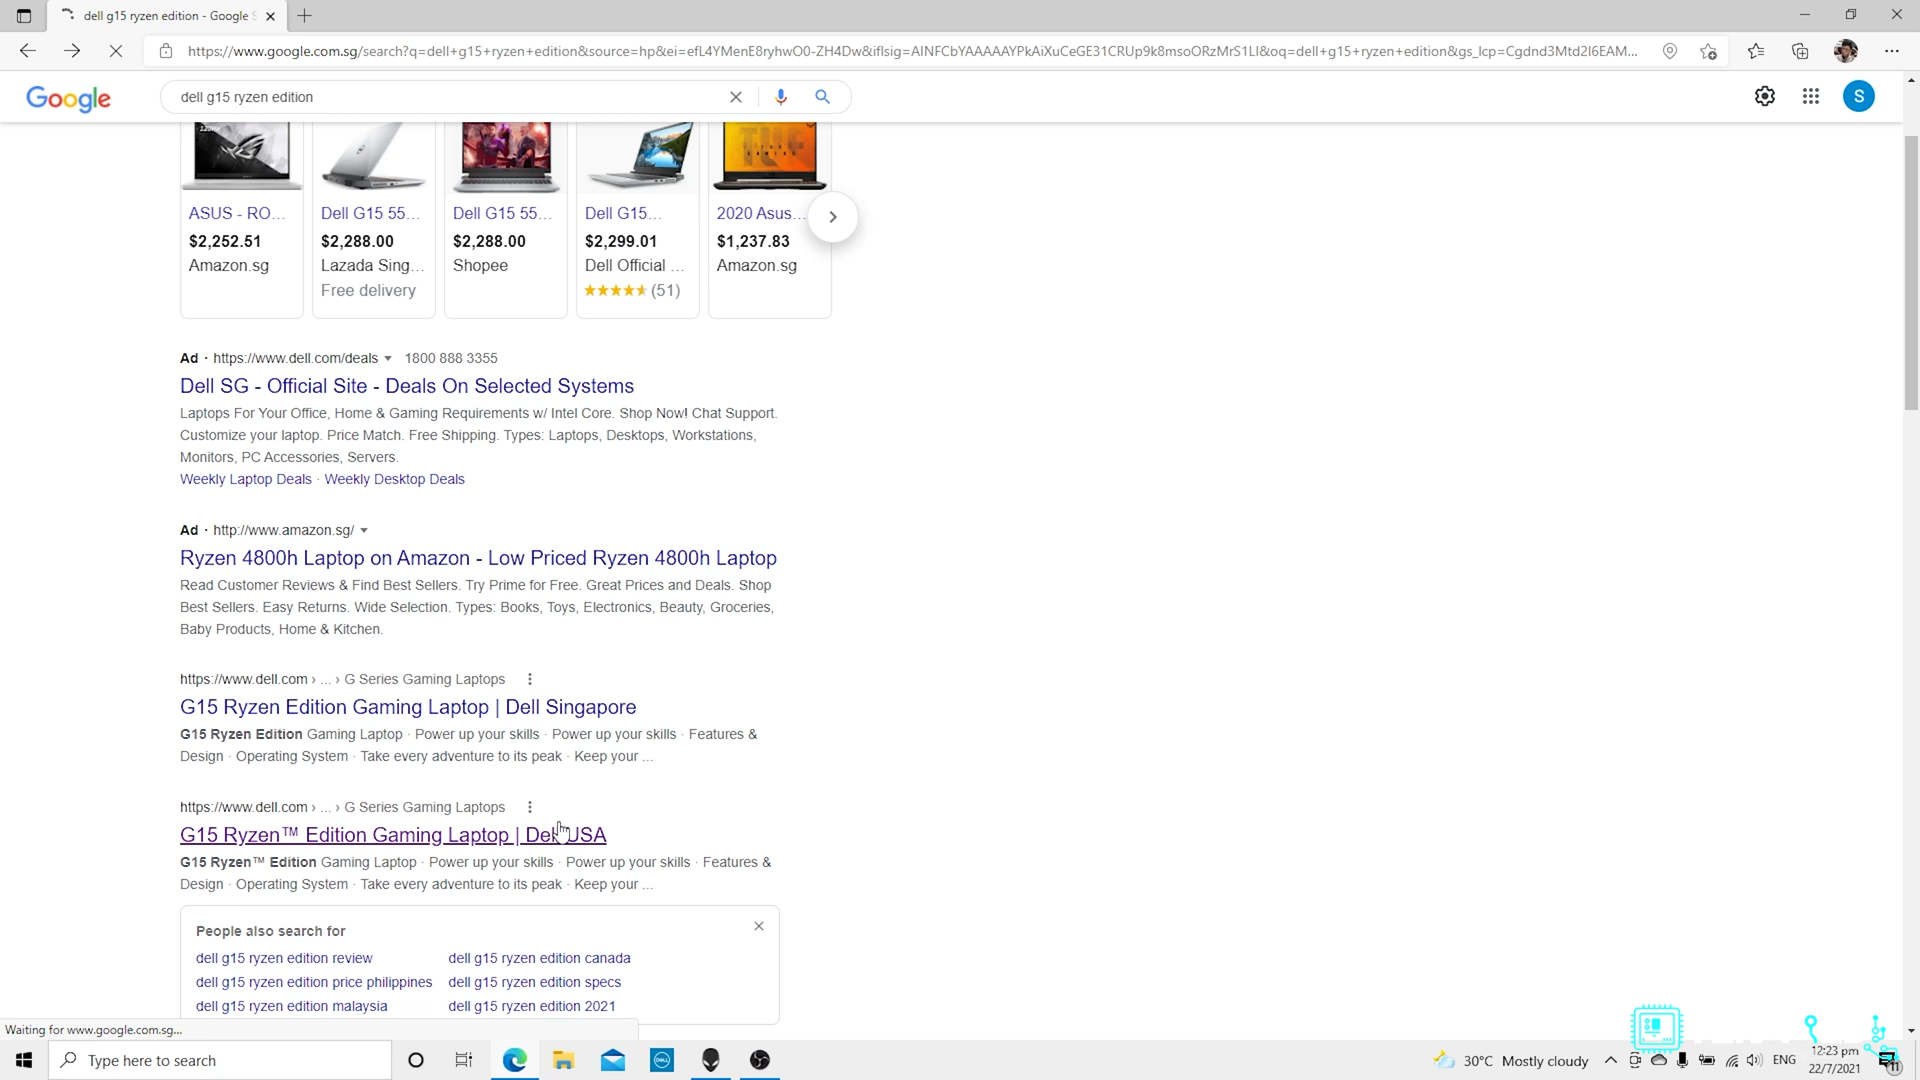 dell g15 ryzen edition - Google S
https://www.google.com.sg/search?q=dell+g15+ryzen+edition&source=hp&ei=efL4YMenE8ryhwO0-ZH4Dw&iflsig=AINFCbYAAAAAYPkAiXuCeGE31CRUp9k8msoORzMrS1LI&oq=dell+g15+ryzen+edition&gs_lcp=Cgdnd3Mtd2l6EAM...
Google
dell g15 ryzen edition
S
ASUS - RO...
$2,252.51
Amazon.sg
Dell G15 55...
$2,288.00
Lazada Sing...
Free delivery
Dell G15 55...
$2,288.00
Shopee
Dell G15...
$2,299.01
Dell Official ...
(51)
2020 Asus...
$1,237.83
Amazon.sg
Ad · https://www.dell.com/deals 1800 888 3355
Dell SG - Official Site - Deals On Selected Systems
Laptops For Your Office, Home & Gaming Requirements w/ Intel Core. Shop Now! Chat Support.
Customize your laptop. Price Match. Free Shipping. Types: Laptops, Desktops, Workstations,
Monitors, PC Accessories, Servers.
Weekly Laptop Deals · Weekly Desktop Deals
Ad · http://www.amazon.sg/
Ryzen 4800h Laptop on Amazon - Low Priced Ryzen 4800h Laptop
Read Customer Reviews & Find Best Sellers. Try Prime for Free. Great Prices and Deals. Shop
Best Sellers. Easy Returns. Wide Selection. Types: Books, Toys, Electronics, Beauty, Groceries,
Baby Products, Home & Kitchen.
https://www.dell.com › ... › G Series Gaming Laptops
G15 Ryzen Edition Gaming Laptop | Dell Singapore
G15 Ryzen Edition Gaming Laptop · Power up your skills · Power up your skills · Features &
Design · Operating System · Take every adventure to its peak · Keep your ...
https://www.dell.com › ... › G Series Gaming Laptops
G15 Ryzen™ Edition Gaming Laptop | Dell USA
G15 Ryzen™ Edition Gaming Laptop · Power up your skills · Power up your skills · Features &
Design · Operating System · Take every adventure to its peak · Keep your ...
People also search for
dell g15 ryzen edition review
dell g15 ryzen edition canada
dell g15 ryzen edition price philippines
dell g15 ryzen edition specs
dell g15 ryzen edition malaysia
dell g15 ryzen edition 2021
Waiting for www.google.com.sg...
Type here to search
DELL
30°C Mostly cloudy
ENG
12:23 pm
22/7/2021
11